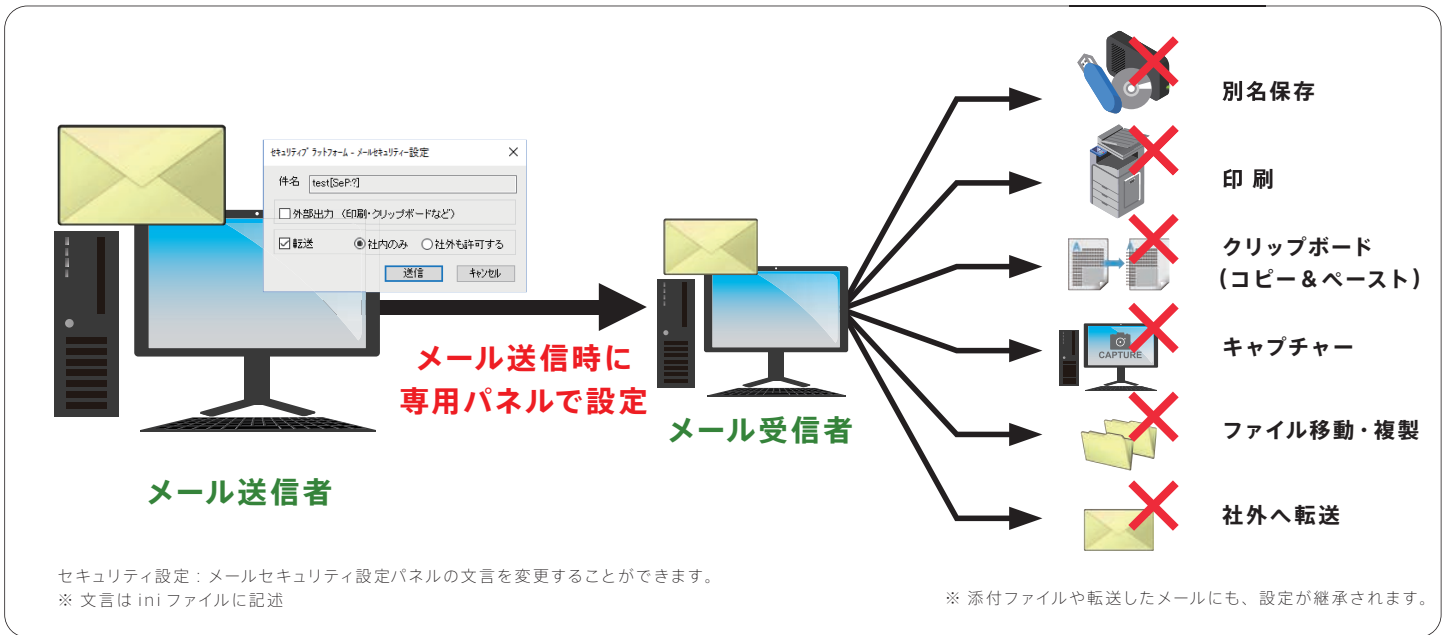 セキュリティプラットフォーム - メールセキュリティー設定
件名 test[SeP:?]
外部出力 (印刷・クリップボードなど)
転送 社内のみ 社外も許可する
送信 キャンセル
メール送信時に
専用パネルで設定
メール送信者
メール受信者
別名保存
印刷
クリップボード
(コピー&ペースト)
CAPTURE
キャプチャー
ファイル移動・複製
社外へ転送
セキュリティ設定:メールセキュリティ設定パネルの文言を変更することができます。
※ 文言は ini ファイルに記述
※ 添付ファイルや転送したメールにも、設定が継承されます。